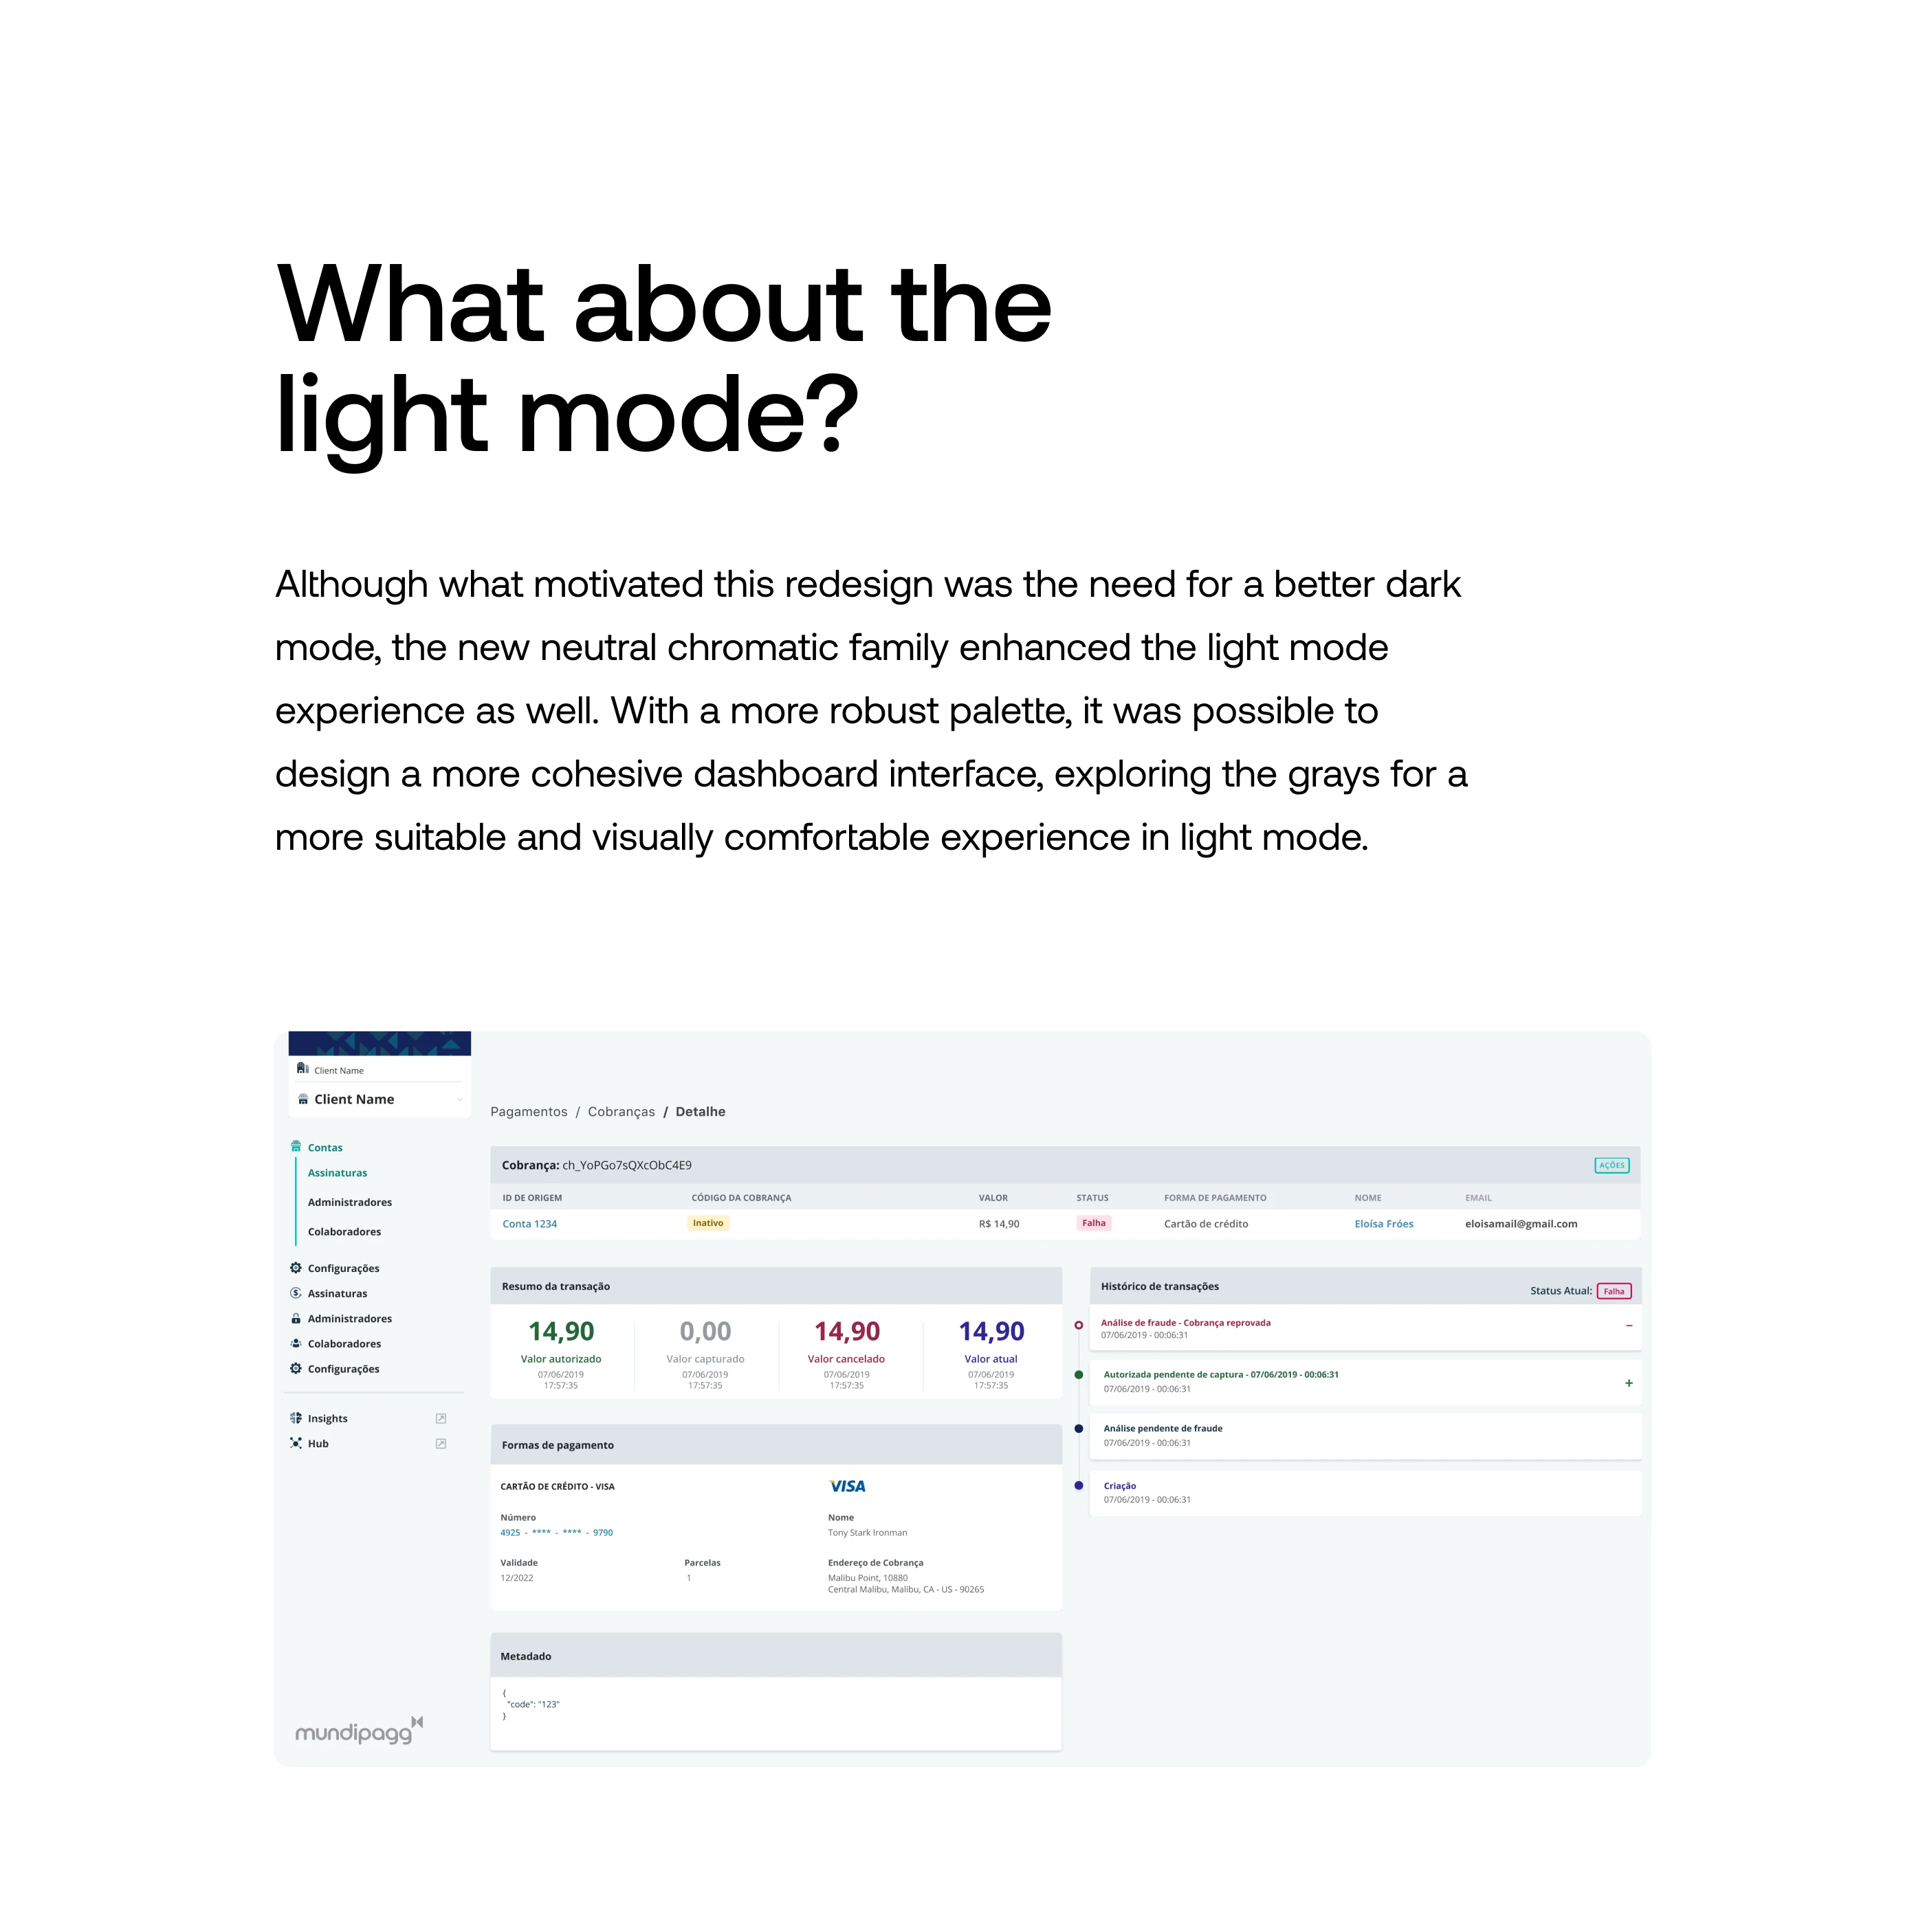 What about the
light mode?
Although what motivated this redesign was the need for a better dark
mode, the new neutral chromatic family enhanced the light mode
experience as well. With a more robust palette, it was possible to
design a more cohesive dashboard interface, exploring the grays for a
more suitable and visually comfortable experience in light mode.
Client Name
Client Name
Contas
Assinaturas
Administradores
Colaboradores
Configurações
Assinaturas
Administradores
Colaboradores
Configurações
Insights
Hub
mundipagg
Pagamentos / Cobranças / Detalhe
Cobrança: ch_YoPGo7sQXcObC4E9 AÇÕES
ID DE ORIGEM CÓDIGO DA COBRANÇA VALOR STATUS FORMA DE PAGAMENTO NOME EMAIL
Conta 1234 Inativo R$ 14,90 Falha Cartão de crédito Eloísa Fróes eloisamail@gmail.com
Resumo da transação
14,90 0,00 14,90 14,90
Valor autorizado Valor capturado Valor cancelado Valor atual
07/06/2019 07/06/2019 07/06/2019 07/06/2019
17:57:35 17:57:35 17:57:35 17:57:35
Formas de pagamento
CARTÃO DE CRÉDITO - VISA VISA
Número Nome
4925 - **** - **** - 9790 Tony Stark Ironman
Validade Parcelas Endereço de Cobrança
12/2022 1 Malibu Point, 10880
Central Malibu, Malibu, CA - US - 90265
Metadado
{
"code": "123"
}
Histórico de transações Status Atual: Falha
Análise de fraude - Cobrança reprovada −
07/06/2019 - 00:06:31
Autorizada pendente de captura - 07/06/2019 - 00:06:31 +
07/06/2019 - 00:06:31
Análise pendente de fraude
07/06/2019 - 00:06:31
Criação
07/06/2019 - 00:06:31